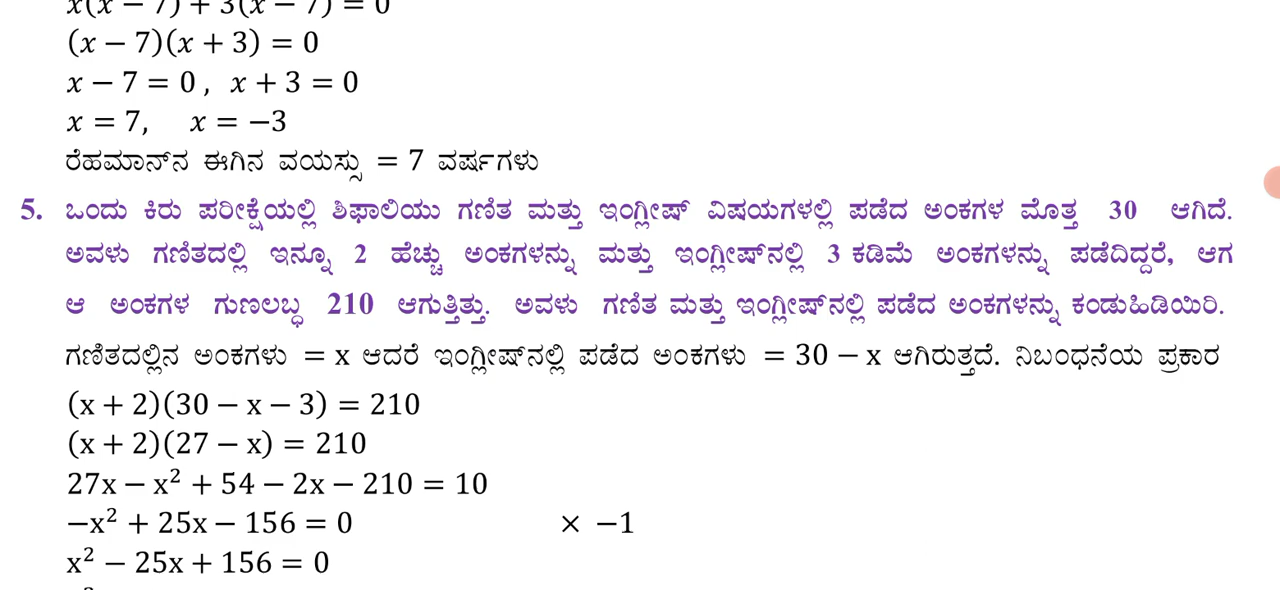 x(x − 7) + 3(x − 7) = 0
(x − 7)(x + 3) = 0
x − 7 = 0 , x + 3 = 0
x = 7, x = −3
ರೆಹಮಾನ್‌ನ ಈಗಿನ ವಯಸ್ಸು = 7 ವರ್ಷಗಳು
5. ಒಂದು ಕಿರು ಪರೀಕ್ಷೆಯಲ್ಲಿ ಶಿಫಾಲಿಯು ಗಣಿತ ಮತ್ತು ಇಂಗ್ಲೀಷ್ ವಿಷಯಗಳಲ್ಲಿ ಪಡೆದ ಅಂಕಗಳ ಮೊತ್ತ 30 ಆಗಿದೆ.
ಅವಳು ಗಣಿತದಲ್ಲಿ ಇನ್ನೂ 2 ಹೆಚ್ಚು ಅಂಕಗಳನ್ನು ಮತ್ತು ಇಂಗ್ಲೀಷ್‌ನಲ್ಲಿ 3 ಕಡಿಮೆ ಅಂಕಗಳನ್ನು ಪಡೆದಿದ್ದರೆ, ಆಗ
ಆ ಅಂಕಗಳ ಗುಣಲಬ್ಧ 210 ಆಗುತ್ತಿತ್ತು. ಅವಳು ಗಣಿತ ಮತ್ತು ಇಂಗ್ಲೀಷ್‌ನಲ್ಲಿ ಪಡೆದ ಅಂಕಗಳನ್ನು ಕಂಡುಹಿಡಿಯಿರಿ.
ಗಣಿತದಲ್ಲಿನ ಅಂಕಗಳು = x ಆದರೆ ಇಂಗ್ಲೀಷ್‌ನಲ್ಲಿ ಪಡೆದ ಅಂಕಗಳು = 30 − x ಆಗಿರುತ್ತದೆ. ನಿಬಂಧನೆಯ ಪ್ರಕಾರ
(x + 2)(30 − x − 3) = 210
(x + 2)(27 − x) = 210
27x − x² + 54 − 2x − 210 = 10
−x² + 25x − 156 = 0 × −1
x² − 25x + 156 = 0